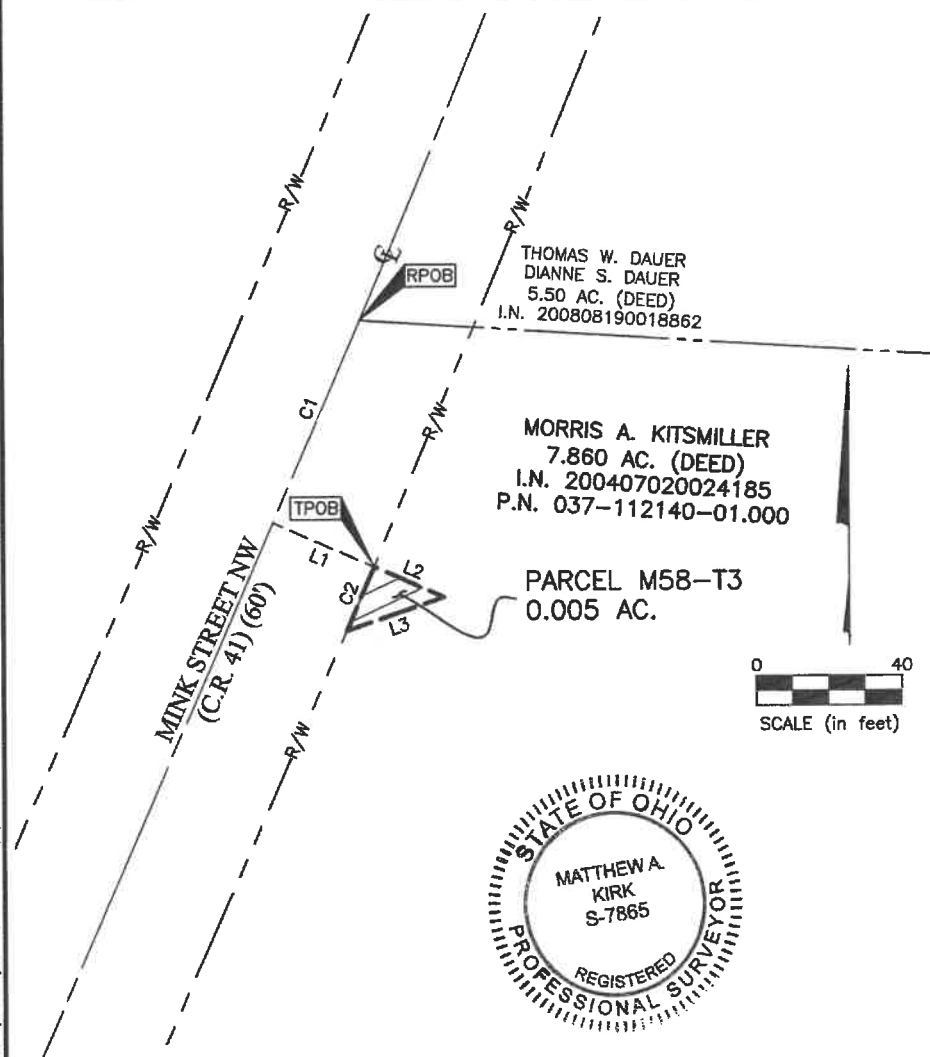 R/W
R/W
℄
RPOB
THOMAS W. DAUER
DIANNE S. DAUER
5.50 AC. (DEED)
I.N. 200808190018862
C1
R/W
R/W
MORRIS A. KITSMILLER
7.860 AC. (DEED)
I.N. 200407020024185
P.N. 037-112140-01.000
TPOB
L1
L2
C2
L3
PARCEL M58-T3
0.005 AC.
MINK STREET NW
(C.R. 41) (60')
R/W
0 40
SCALE (in feet)
STATE OF OHIO
MATTHEW A.
KIRK
S-7865
REGISTERED
PROFESSIONAL SURVEYOR